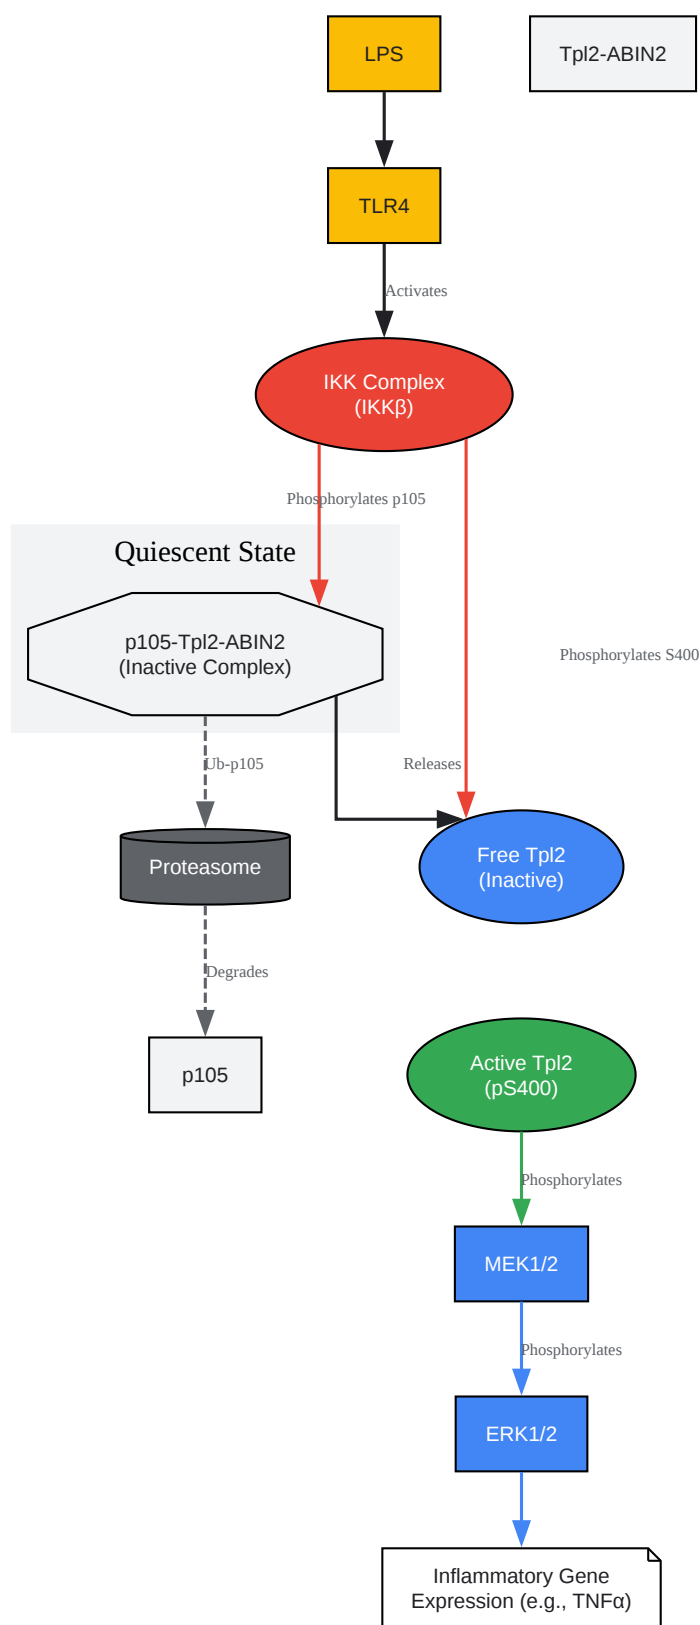 LPS
Tpl2-ABIN2
TLR4
Activates
IKK Complex
(IKKβ)
Phosphorylates p105
Quiescent State
p105-Tpl2-ABIN2
(Inactive Complex)
Phosphorylates S400
Ub-p105
Releases
Proteasome
Free Tpl2
(Inactive)
Degrades
p105
Active Tpl2
(pS400)
Phosphorylates
MEK1/2
Phosphorylates
ERK1/2
Inflammatory Gene
Expression (e.g., TNFα)